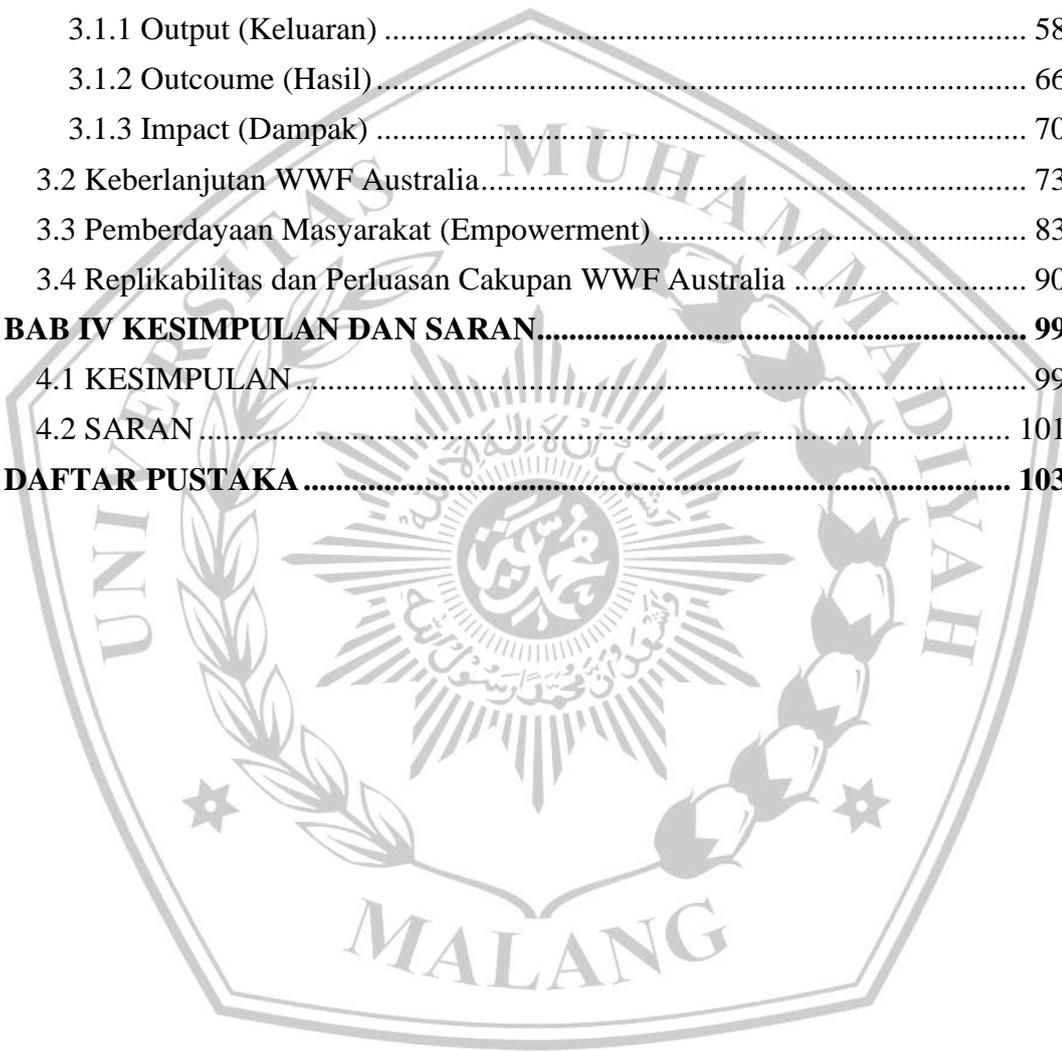 3.1.1 Output (Keluaran) ........................................................................ 58
3.1.2 Outcoume (Hasil) ........................................................................ 66
3.1.3 Impact (Dampak) ........................................................................ 70
3.2 Keberlanjutan WWF Australia ........................................................................ 73
3.3 Pemberdayaan Masyarakat (Empowerment) ........................................................................ 83
3.4 Replikabilitas dan Perluasan Cakupan WWF Australia ........................................................................ 90
BAB IV KESIMPULAN DAN SARAN ........................................................................ 99
4.1 KESIMPULAN ........................................................................ 99
4.2 SARAN ........................................................................ 101
DAFTAR PUSTAKA ........................................................................ 103
UNIVERSITAS MUHAMMADIYAH
MALANG